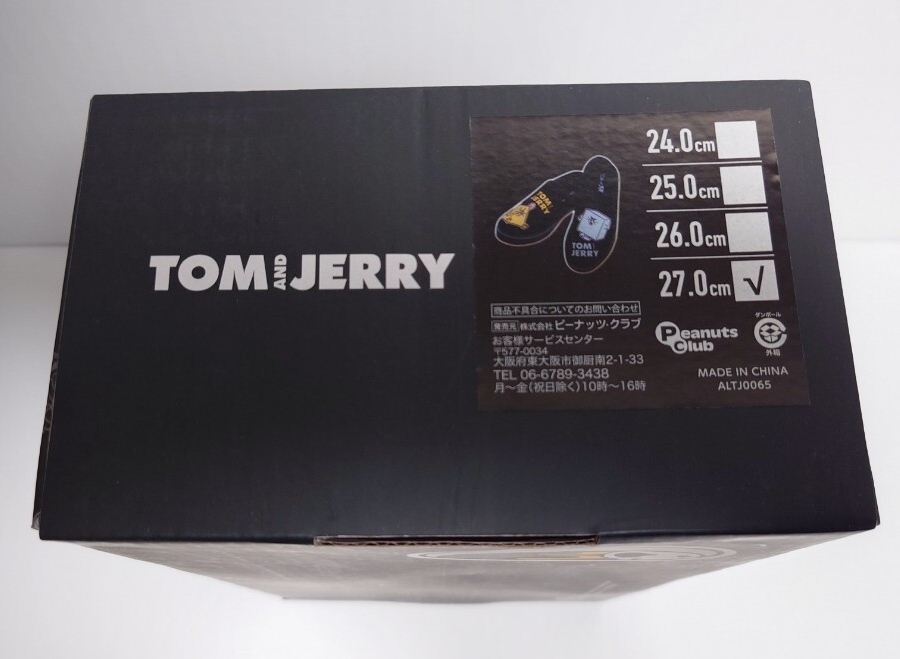 TOM AND JERRY
24.0cm
25.0cm
26.0cm
27.0cm √
TOM
JERRY
TOM
JERRY
商品不具合についてのお問い合わせ
発売元 株式会社 ピーナッツ・クラブ
お客様サービスセンター
〒577-0034
大阪府東大阪市御厨南2-1-33
TEL 06-6789-3438
月〜金(祝日除く)10時〜16時
Peanuts
Club
ダンボール
外箱
MADE IN CHINA
ALTJ0065